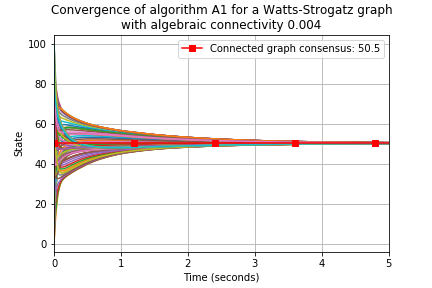 Convergence of algorithm A1 for a Watts-Strogatz graph
with algebraic connectivity 0.004
Connected graph consensus: 50.5
State
100
80
60
40
20
0
0 1 2 3 4 5
Time (seconds)